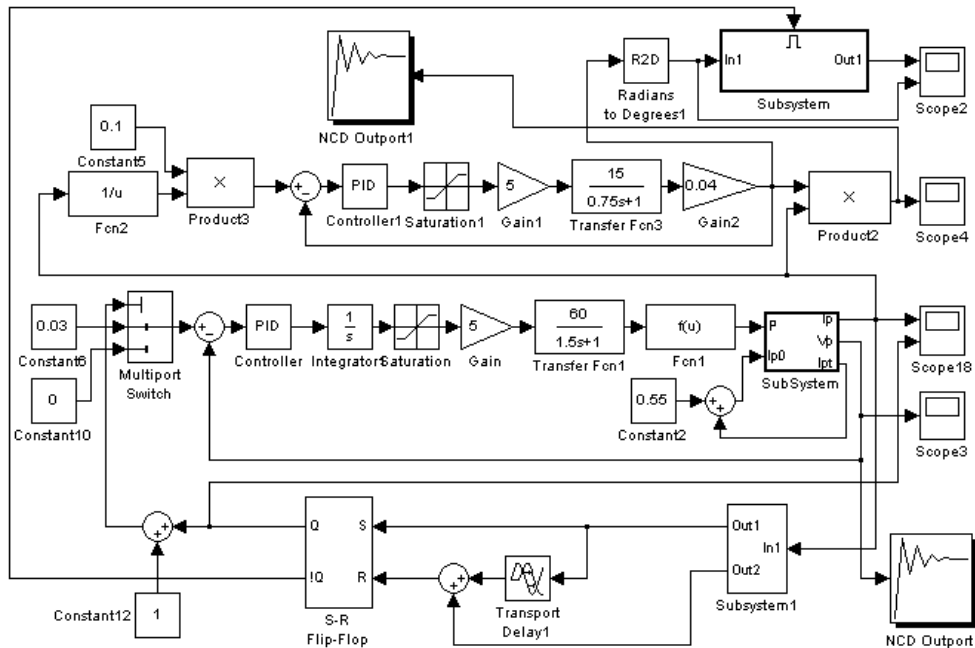 In1
Out1
Subsystem
R2D
Radians
to Degrees1
Scope2
NCD Outport1
0.1
Constant5
1/u
Fcn2
×
Product3
PID
Controller1
Saturation1
5
Gain1
15
0.75s+1
Transfer Fcn3
0.04
Gain2
×
Product2
Scope4
0.03
Constant6
0
Constant10
Multiport
Switch
PID
Controller
1
s
Integrator1
Saturation
5
Gain
60
1.5s+1
Transfer Fcn1
f(u)
Fcn1
P
Ip0
Ip
Vp
Ipt
SubSystem
0.55
Constant2
Scope18
Scope3
Constant12
1
Q
!Q
S
R
S-R
Flip-Flop
Transport
Delay1
Out1
In1
Out2
Subsystem1
NCD Outport